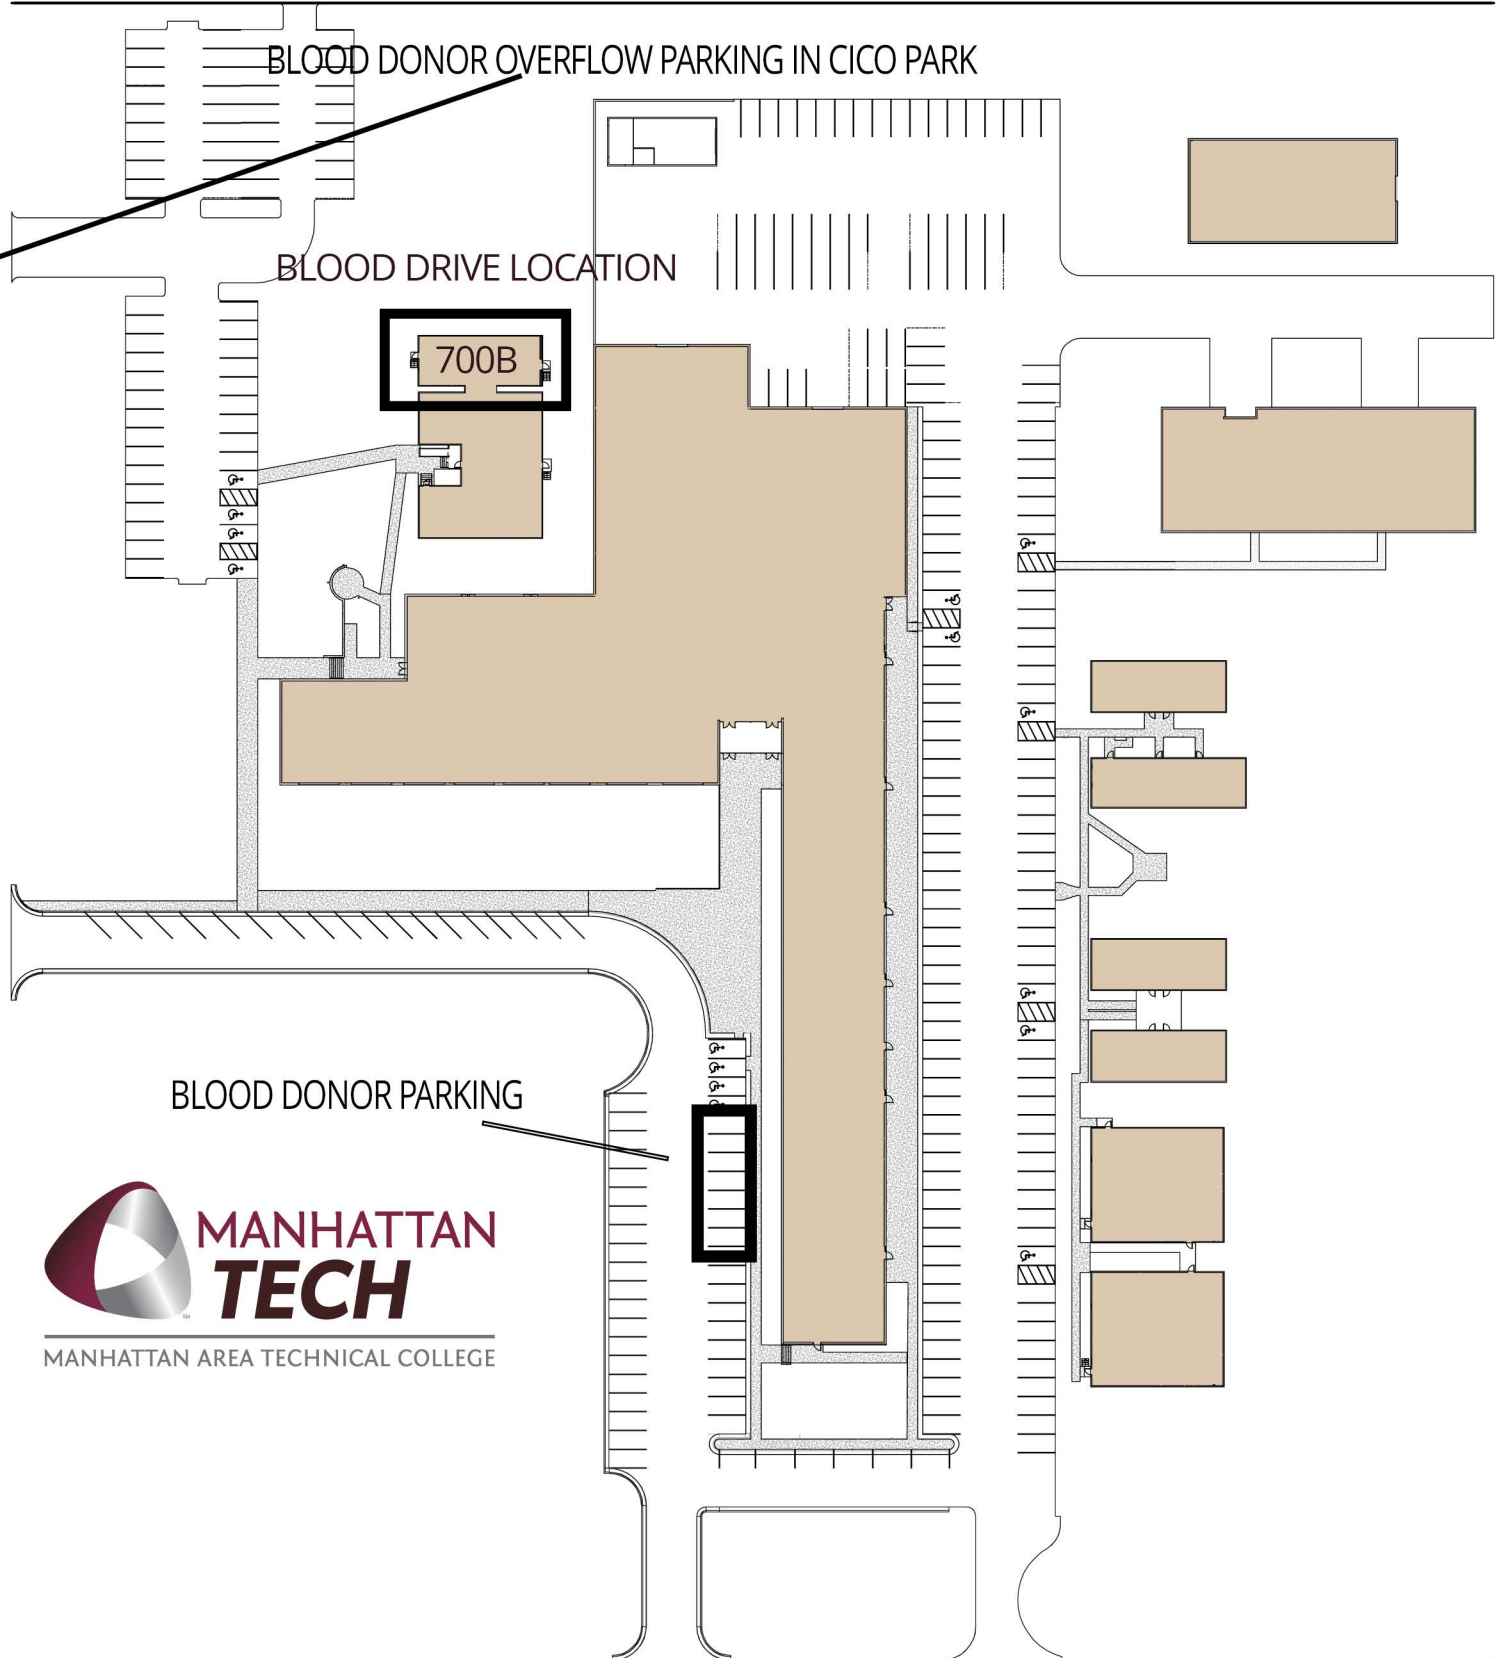 BLOOD DONOR OVERFLOW PARKING IN CICO PARK
BLOOD DRIVE LOCATION
700B
BLOOD DONOR PARKING
MANHATTAN
TECH
SM
MANHATTAN AREA TECHNICAL COLLEGE